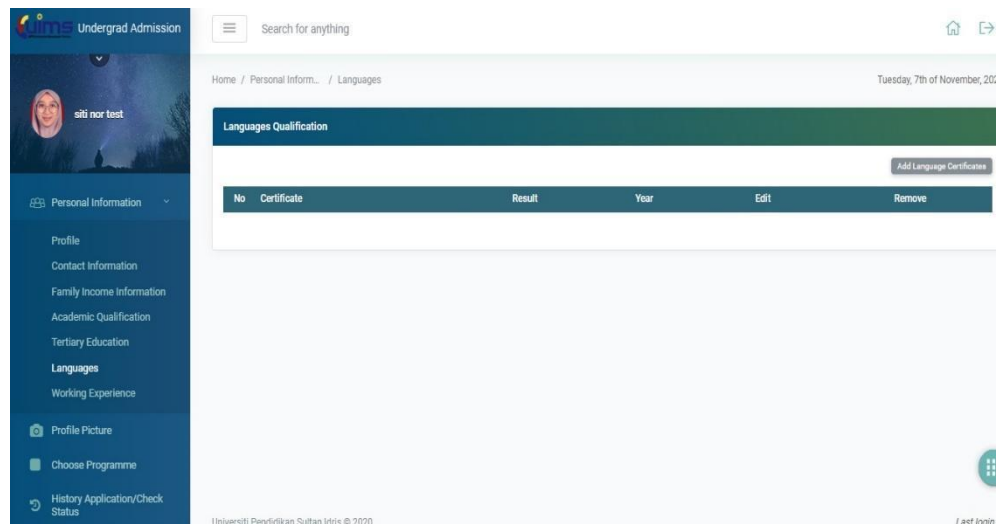 uims Undergrad Admission
Search for anything
Home / Personal Inform... / Languages
Tuesday, 7th of November, 202
siti nor test
Languages Qualification
Add Language Certificates
No Certificate Result Year Edit Remove
Personal Information
Profile
Contact Information
Family Income Information
Academic Qualification
Tertiary Education
Languages
Working Experience
Profile Picture
Choose Programme
History Application/Check
Status
Universiti Pendidikan Sultan Idris © 2020
Last login